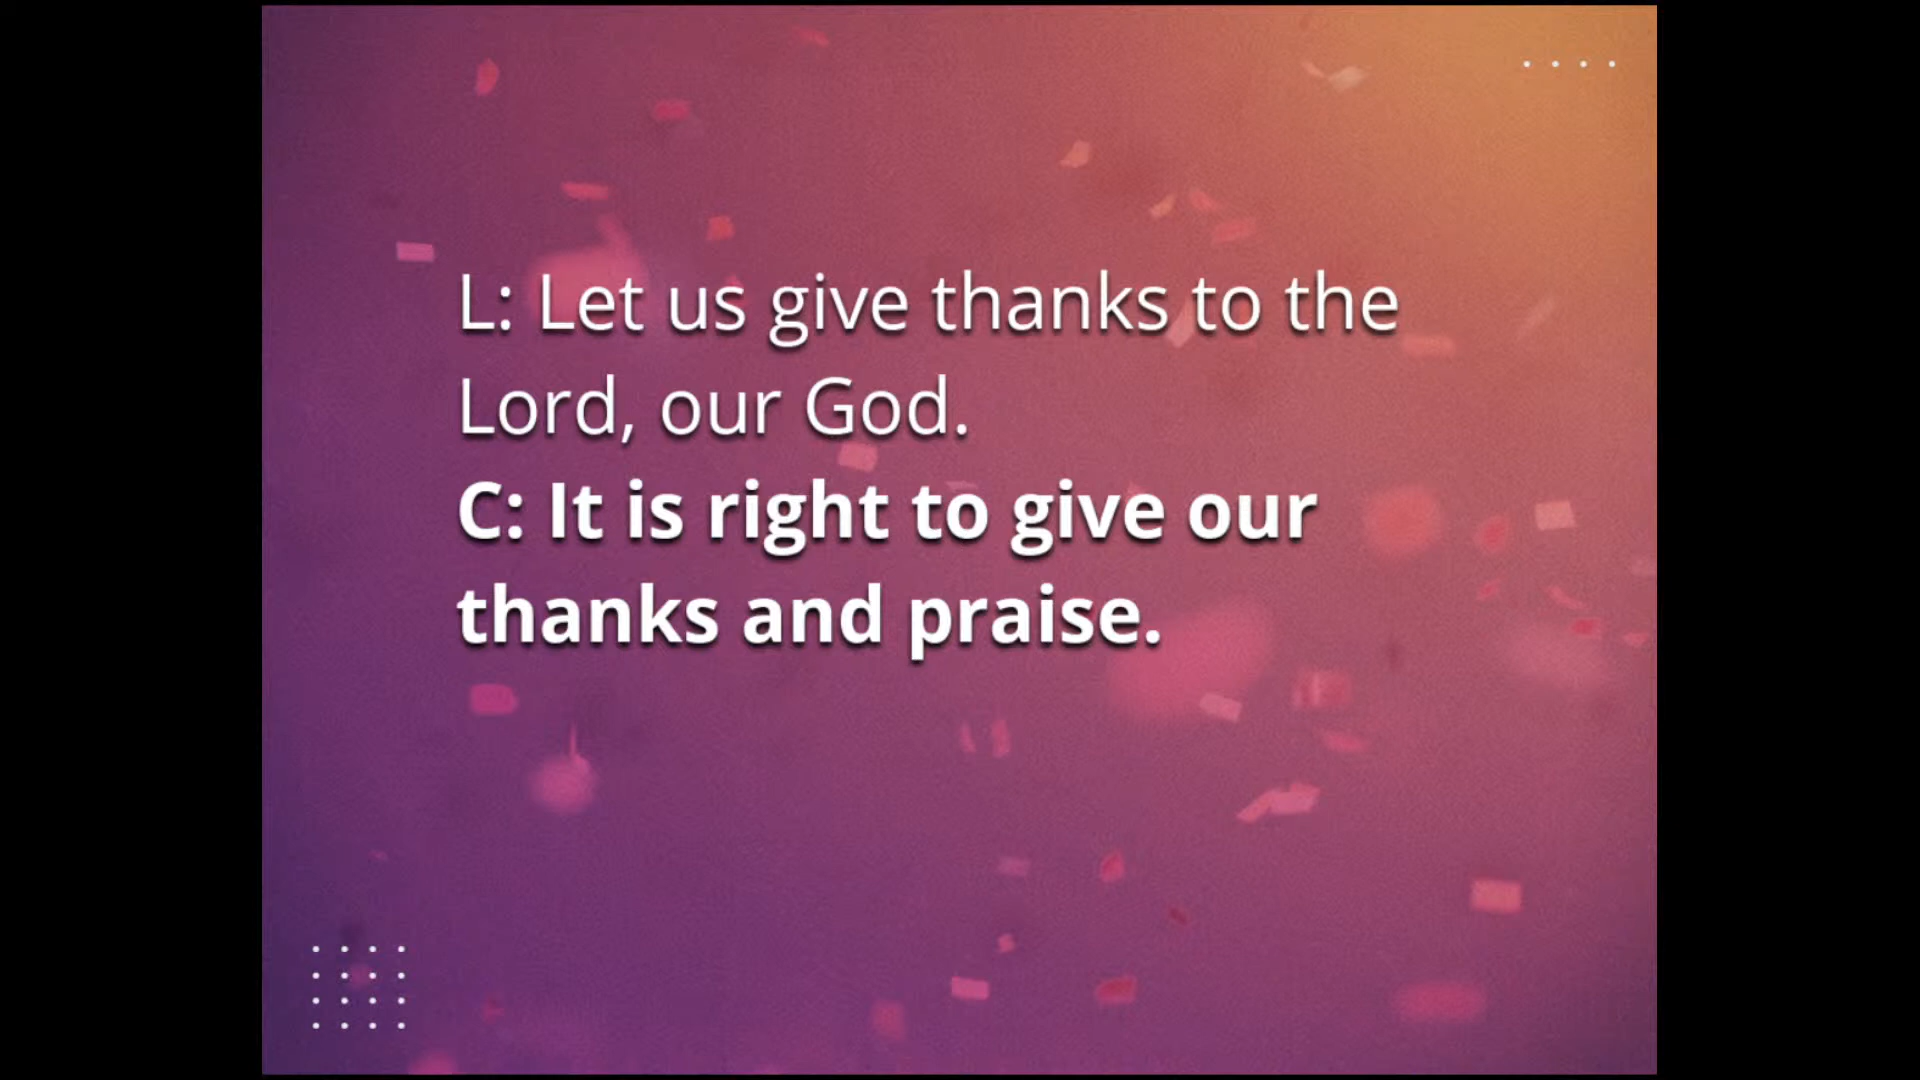 L: Let us give thanks to the
Lord, our God.
C: It is right to give our
thanks and praise.